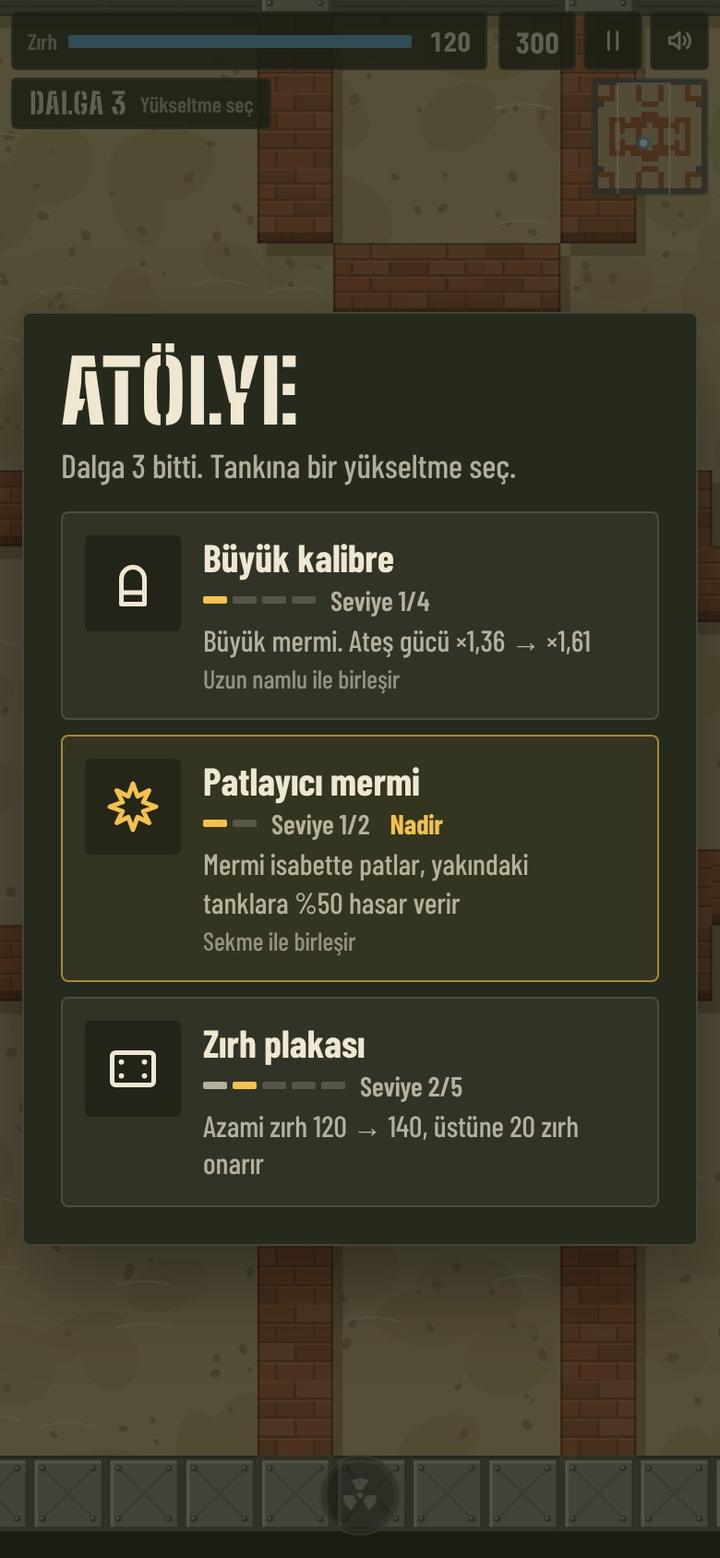 Zırh 120 300
DALGA 3 Yükseltme seç
ATÖLYE
Dalga 3 bitti. Tankına bir yükseltme seç.
Büyük kalibre
Seviye 1/4
Büyük mermi. Ateş gücü ×1,36 → ×1,61
Uzun namlu ile birleşir
Patlayıcı mermi
Seviye 1/2 Nadir
Mermi isabette patlar, yakındaki
tanklara %50 hasar verir
Sekme ile birleşir
Zırh plakası
Seviye 2/5
Azami zırh 120 → 140, üstüne 20 zırh
onarır